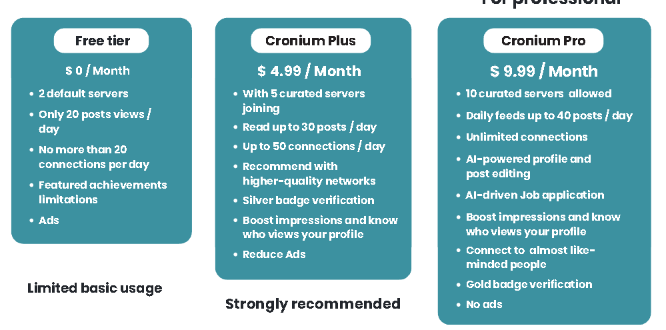 For professional
Free tier
$ 0 / Month
• 2 default servers
• Only 20 posts views /
day
• No more than 20
connections per day
• Featured achievements
limitations
• Ads
Limited basic usage
Cronium Plus
$ 4.99 / Month
• With 5 curated servers
joining
• Read up to 30 posts / day
• Up to 50 connections / day
• Recommend with
higher-quality networks
• Silver badge verification
• Boost impressions and know
who views your profile
• Reduce Ads
Strongly recommended
Cronium Pro
$ 9.99 / Month
• 10 curated servers allowed
• Daily feeds up to 40 posts / day
• Unlimited connections
• AI-powered profile and
post editing
• AI-driven Job application
• Boost impressions and know
who views your profile
• Connect to almost like-
minded people
• Gold badge verification
• No ads